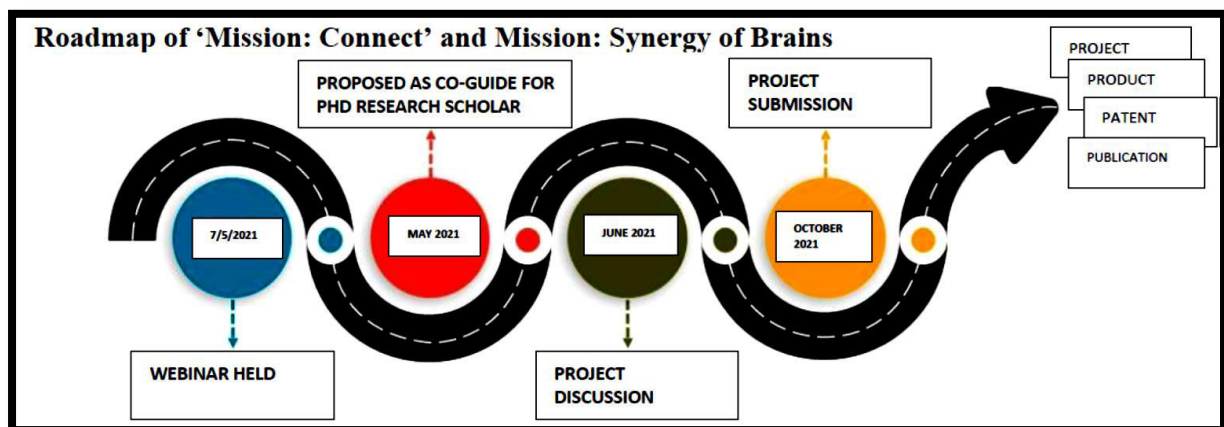 Roadmap of ‘Mission: Connect’ and Mission: Synergy of Brains
PROPOSED AS CO-GUIDE FOR
PHD RESEARCH SCHOLAR
PROJECT
SUBMISSION
PROJECT
PRODUCT
PATENT
PUBLICATION
7/5/2021
MAY 2021
JUNE 2021
OCTOBER
2021
WEBINAR HELD
PROJECT
DISCUSSION